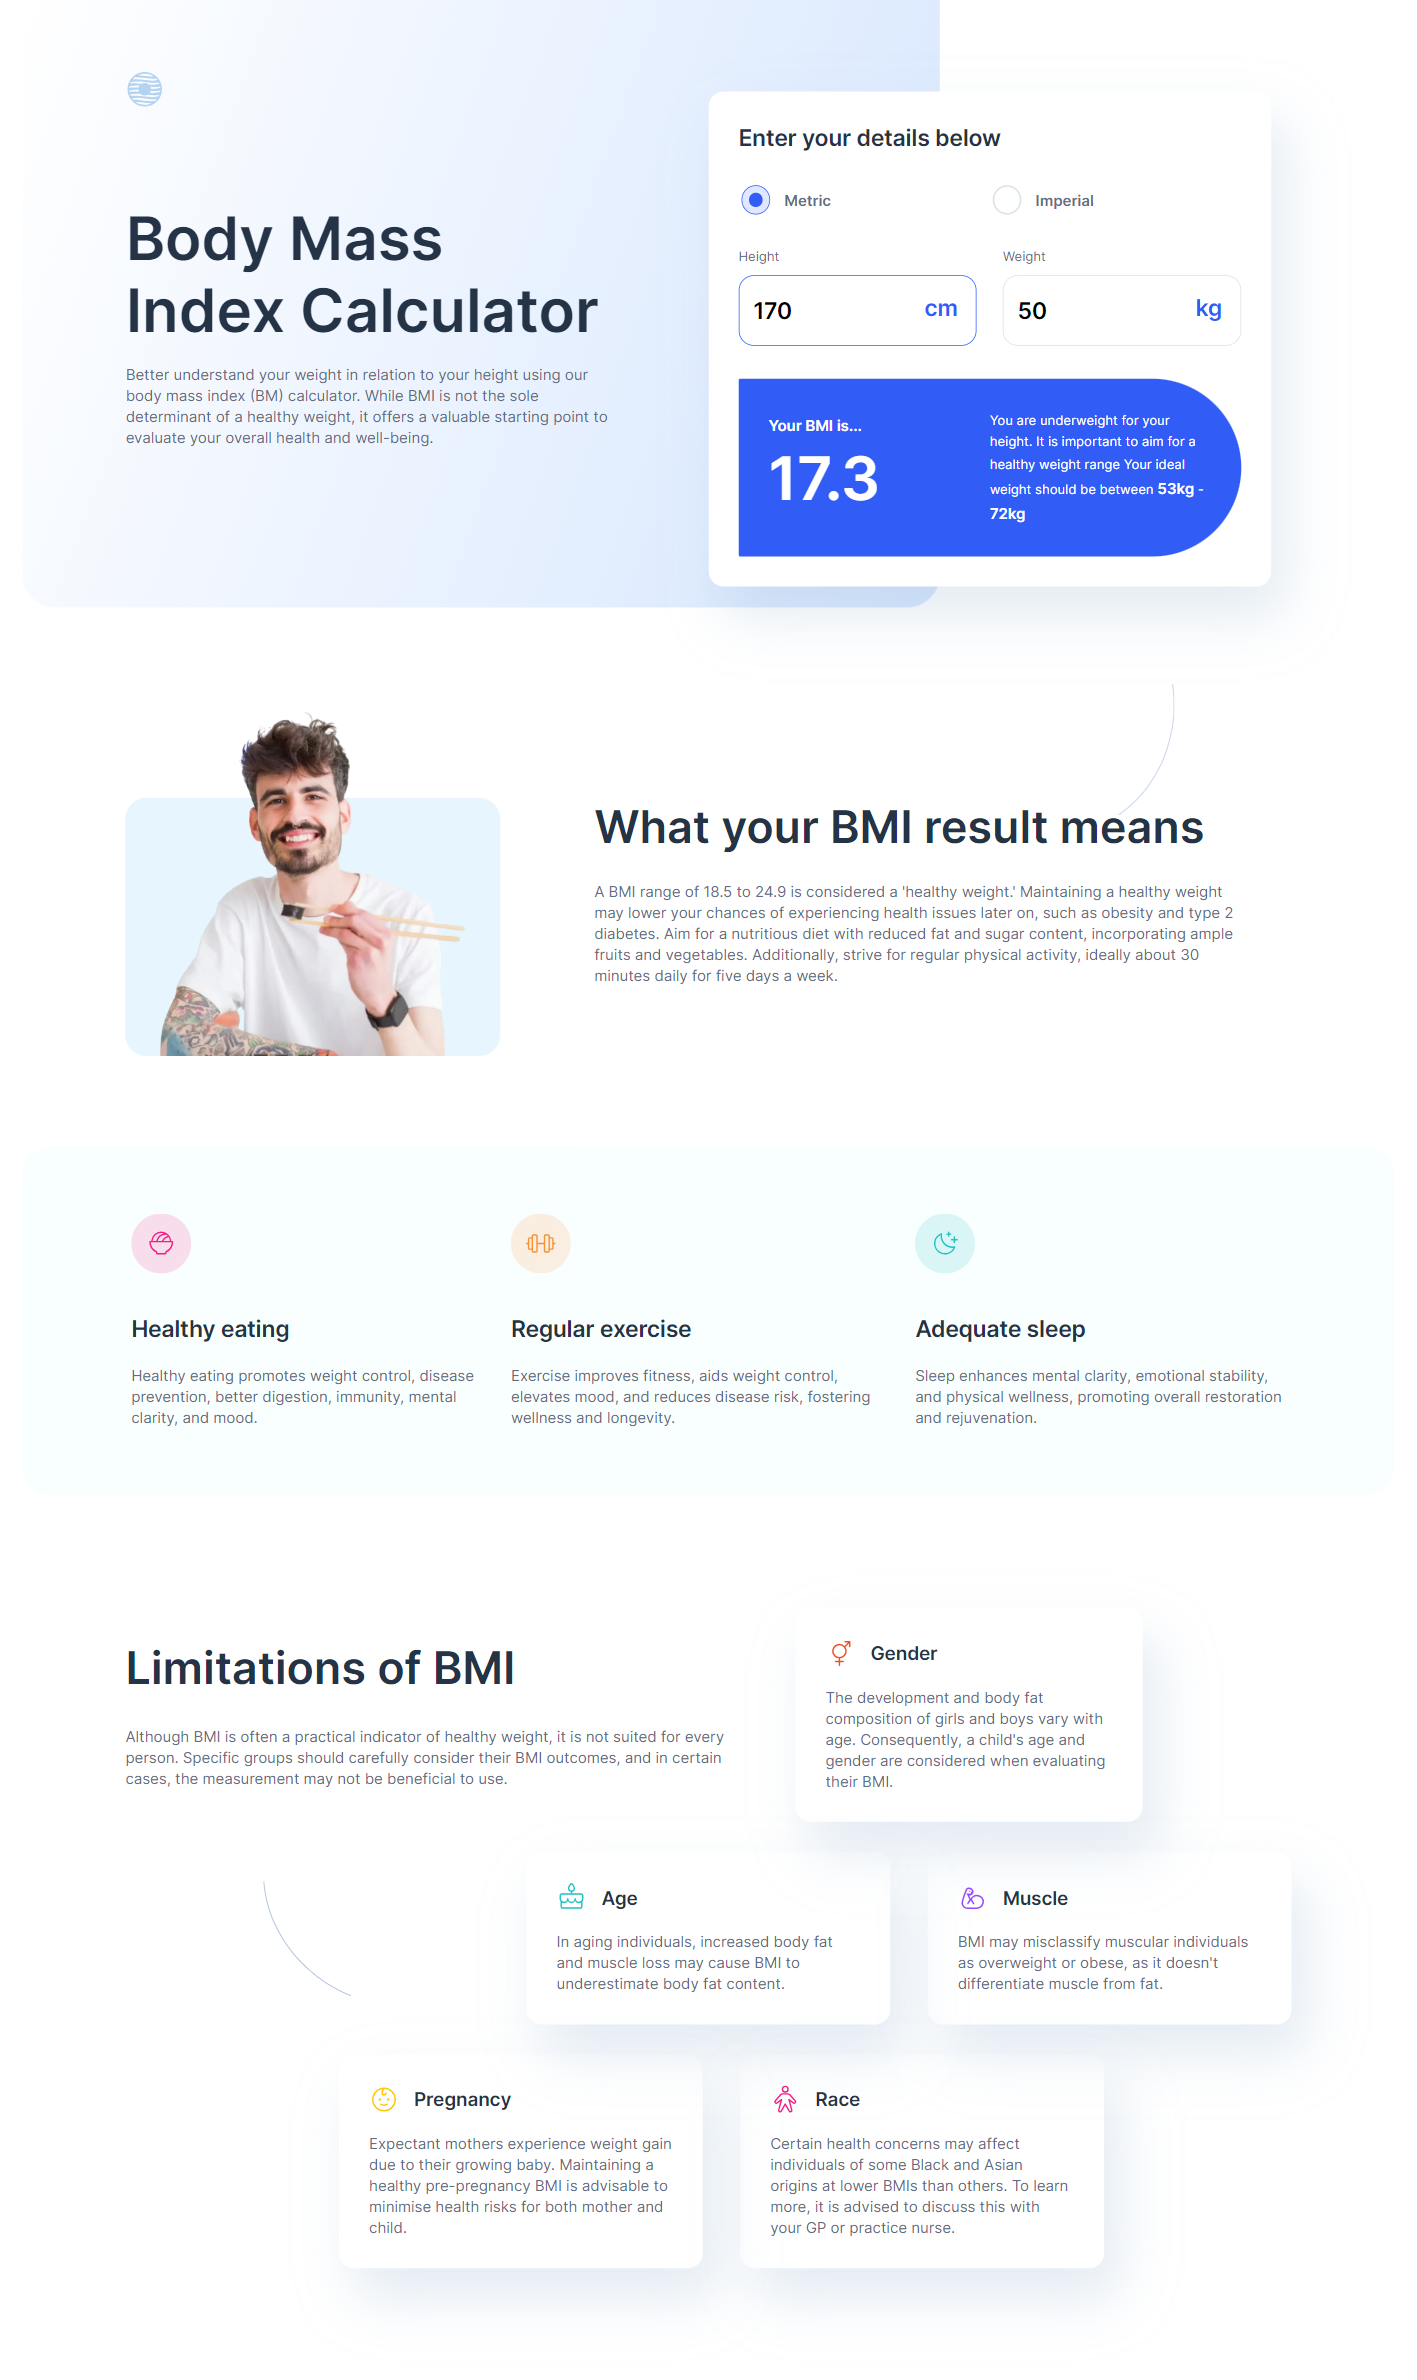 Body Mass
Index Calculator
Better understand your weight in relation to your height using our
body mass index (BM) calculator. While BMI is not the sole
determinant of a healthy weight, it offers a valuable starting point to
evaluate your overall health and well-being.
Enter your details below
Metric
Imperial
Height
Weight
170 cm
50 kg
Your BMI is...
17.3
You are underweight for your
height. It is important to aim for a
healthy weight range Your ideal
weight should be between 53kg -
72kg
What your BMI result means
A BMI range of 18.5 to 24.9 is considered a 'healthy weight.' Maintaining a healthy weight
may lower your chances of experiencing health issues later on, such as obesity and type 2
diabetes. Aim for a nutritious diet with reduced fat and sugar content, incorporating ample
fruits and vegetables. Additionally, strive for regular physical activity, ideally about 30
minutes daily for five days a week.
Healthy eating
Healthy eating promotes weight control, disease
prevention, better digestion, immunity, mental
clarity, and mood.
Regular exercise
Exercise improves fitness, aids weight control,
elevates mood, and reduces disease risk, fostering
wellness and longevity.
Adequate sleep
Sleep enhances mental clarity, emotional stability,
and physical wellness, promoting overall restoration
and rejuvenation.
Limitations of BMI
Although BMI is often a practical indicator of healthy weight, it is not suited for every
person. Specific groups should carefully consider their BMI outcomes, and in certain
cases, the measurement may not be beneficial to use.
Gender
The development and body fat
composition of girls and boys vary with
age. Consequently, a child's age and
gender are considered when evaluating
their BMI.
Age
In aging individuals, increased body fat
and muscle loss may cause BMI to
underestimate body fat content.
Muscle
BMI may misclassify muscular individuals
as overweight or obese, as it doesn't
differentiate muscle from fat.
Pregnancy
Expectant mothers experience weight gain
due to their growing baby. Maintaining a
healthy pre-pregnancy BMI is advisable to
minimise health risks for both mother and
child.
Race
Certain health concerns may affect
individuals of some Black and Asian
origins at lower BMIs than others. To learn
more, it is advised to discuss this with
your GP or practice nurse.